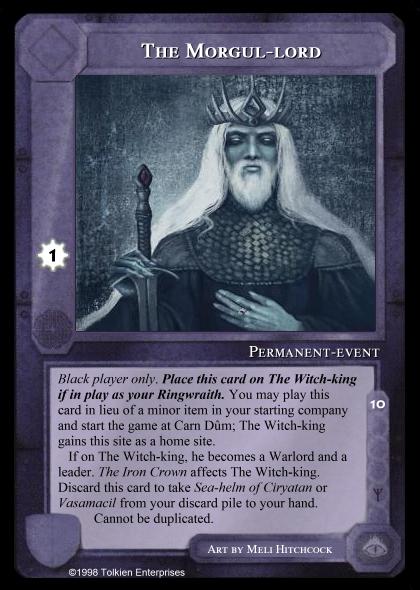 The Morgul-lord
1
Permanent-event
Black player only. Place this card on The Witch-king
if in play as your Ringwraith. You may play this
card in lieu of a minor item in your starting company
and start the game at Carn Dûm; The Witch-king
gains this site as a home site.
If on The Witch-king, he becomes a Warlord and a
leader. The Iron Crown affects The Witch-king.
Discard this card to take Sea-helm of Ciryatan or
Vasamacil from your discard pile to your hand.
Cannot be duplicated.
10
Art by Meli Hitchcock
©1998 Tolkien Enterprises